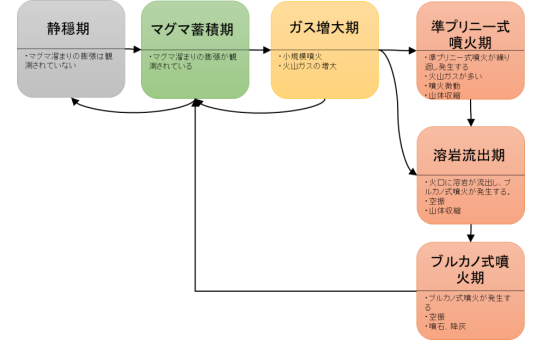 静穏期
・マグマ溜まりの膨張は観
測されていない
マグマ蓄積期
・マグマ溜まりの膨張が観
測されている
ガス増大期
・小規模噴火
・火山ガスの増大
準プリニー式
噴火期
・準プリニー式噴火が繰り
返し発生する
・火山ガスが多い
・噴火微動
・山体収縮
溶岩流出期
・火口に溶岩が流出し、ブ
ルカノ式噴火が発生する。
・空振
・山体収縮
ブルカノ式噴
火期
・ブルカノ式噴火が発生す
る
・空振
・噴石、降灰